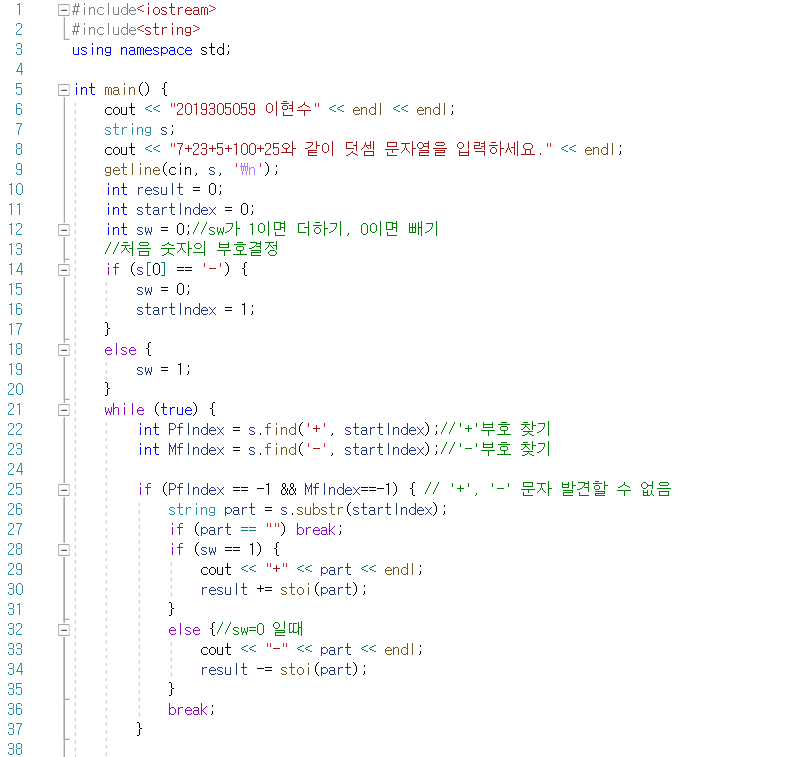 1 #include<iostream>
2 #include<string>
3 using namespace std;
4
5 int main() {
6 cout << "2019305059 이현수" << endl << endl;
7 string s;
8 cout << "7+23+5+100+25와 같이 덧셈 문자열을 입력하세요." << endl;
9 getline(cin, s, '₩n');
10 int result = 0;
11 int startIndex = 0;
12 int sw = 0;//sw가 1이면 더하기, 0이면 빼기
13 //처음 숫자의 부호결정
14 if (s[0] == '-') {
15 sw = 0;
16 startIndex = 1;
17 }
18 else {
19 sw = 1;
20 }
21 while (true) {
22 int PfIndex = s.find('+', startIndex);//'+'부호 찾기
23 int MfIndex = s.find('-', startIndex);//'-'부호 찾기
24
25 if (PfIndex == -1 && MfIndex==-1) { // '+', '-' 문자 발견할 수 없음
26 string part = s.substr(startIndex);
27 if (part == "") break;
28 if (sw == 1) {
29 cout << "+" << part << endl;
30 result += stoi(part);
31 }
32 else {//sw=0 일때
33 cout << "-" << part << endl;
34 result -= stoi(part);
35 }
36 break;
37 }
38